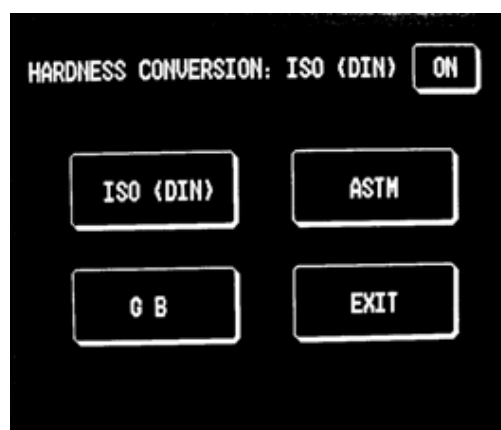 HARDNESS CONVERSION: ISO (DIN) ON
ISO (DIN) ASTM
G B EXIT